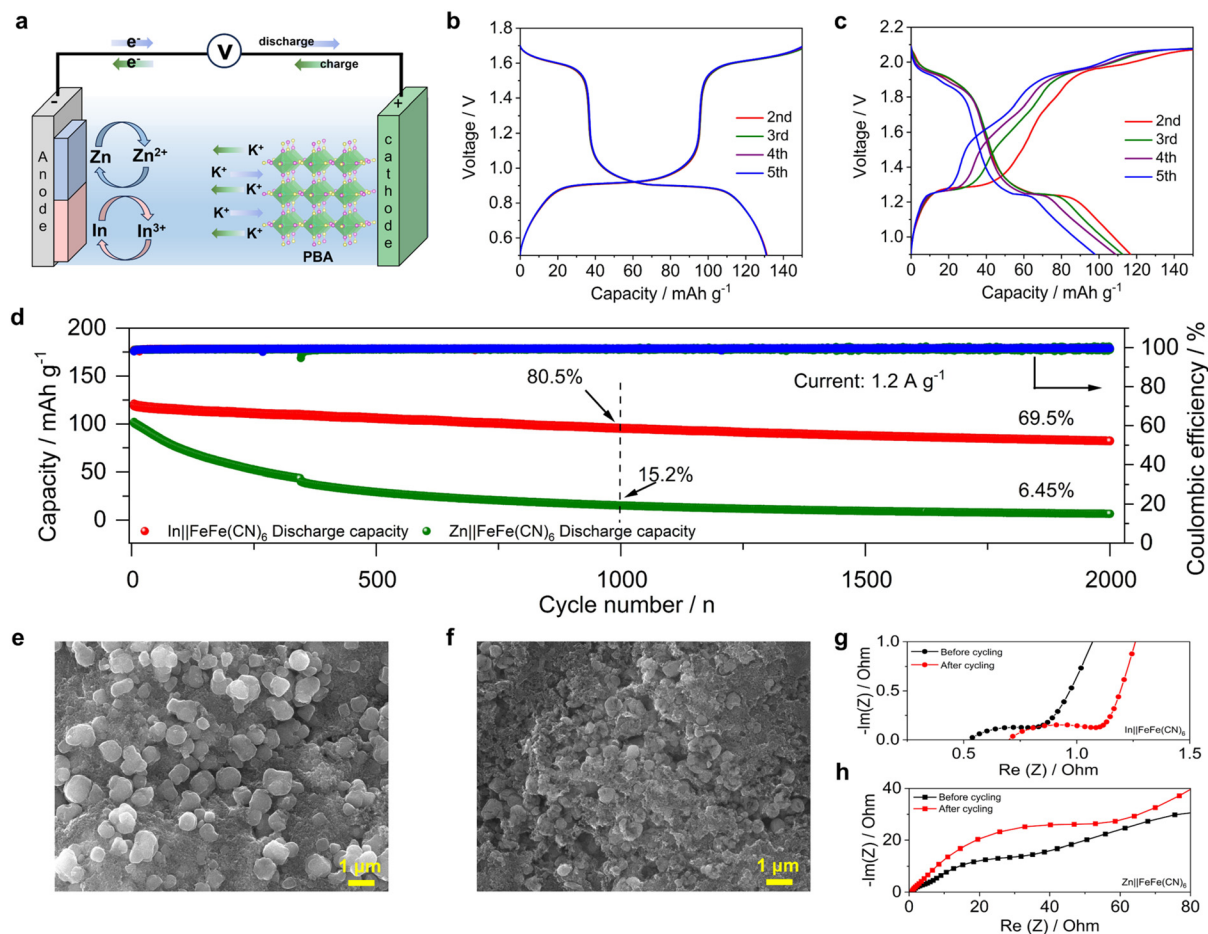 a
e⁻
e⁻
V
discharge
charge
-
+
Anode
cathode
Zn
Zn²⁺
In
In³⁺
K⁺
K⁺
K⁺
K⁺
K⁺
PBA
b
Voltage / V
1.8
1.6
1.4
1.2
1.0
0.8
0.6
2nd
3rd
4th
5th
0 20 40 60 80 100 120 140
Capacity / mAh g⁻¹
c
Voltage / V
2.1
1.8
1.5
1.2
0.9
2nd
3rd
4th
5th
0 20 40 60 80 100 120 140
Capacity / mAh g⁻¹
d
Capacity / mAh g⁻¹
200
175
150
125
100
75
50
25
0
Coulombic efficiency / %
100
80
60
40
20
0
80.5%
Current: 1.2 A g⁻¹
69.5%
15.2%
6.45%
In||FeFe(CN)₆ Discharge capacity
Zn||FeFe(CN)₆ Discharge capacity
0 500 1000 1500 2000
Cycle number / n
e
1 μm
f
1 μm
g
-Im(Z) / Ohm
1.0
0.5
0.0
Before cycling
After cycling
In||FeFe(CN)₆
0.5 1.0 1.5
Re (Z) / Ohm
h
-Im(Z) / Ohm
40
20
0
Before cycling
After cycling
Zn||FeFe(CN)₆
0 20 40 60 80
Re (Z) / Ohm